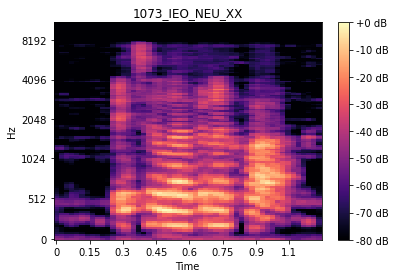 1073_IEO_NEU_XX
8192
4096
2048
1024
512
0
Hz
0
0.15
0.3
0.45
0.6
0.75
0.9
1.1
Time
+0 dB
-10 dB
-20 dB
-30 dB
-40 dB
-50 dB
-60 dB
-70 dB
-80 dB